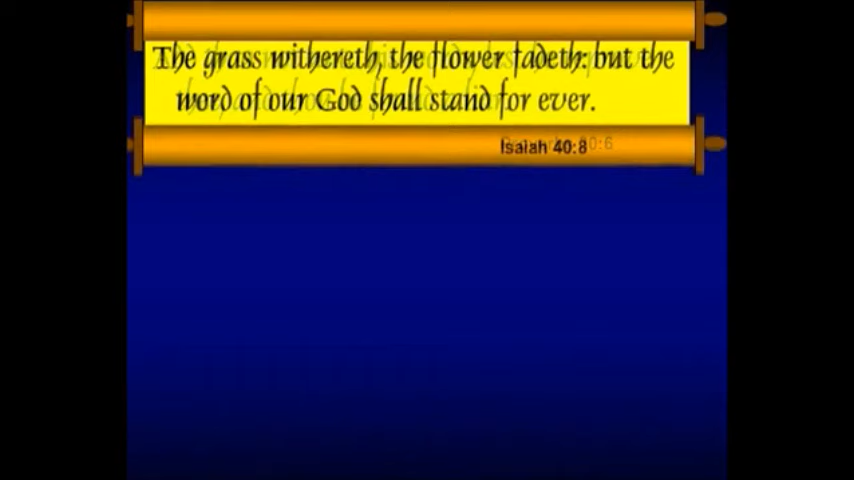 The grass withereth, the flower fadeth: but the
word of our God shall stand for ever.
Isaiah 40:8